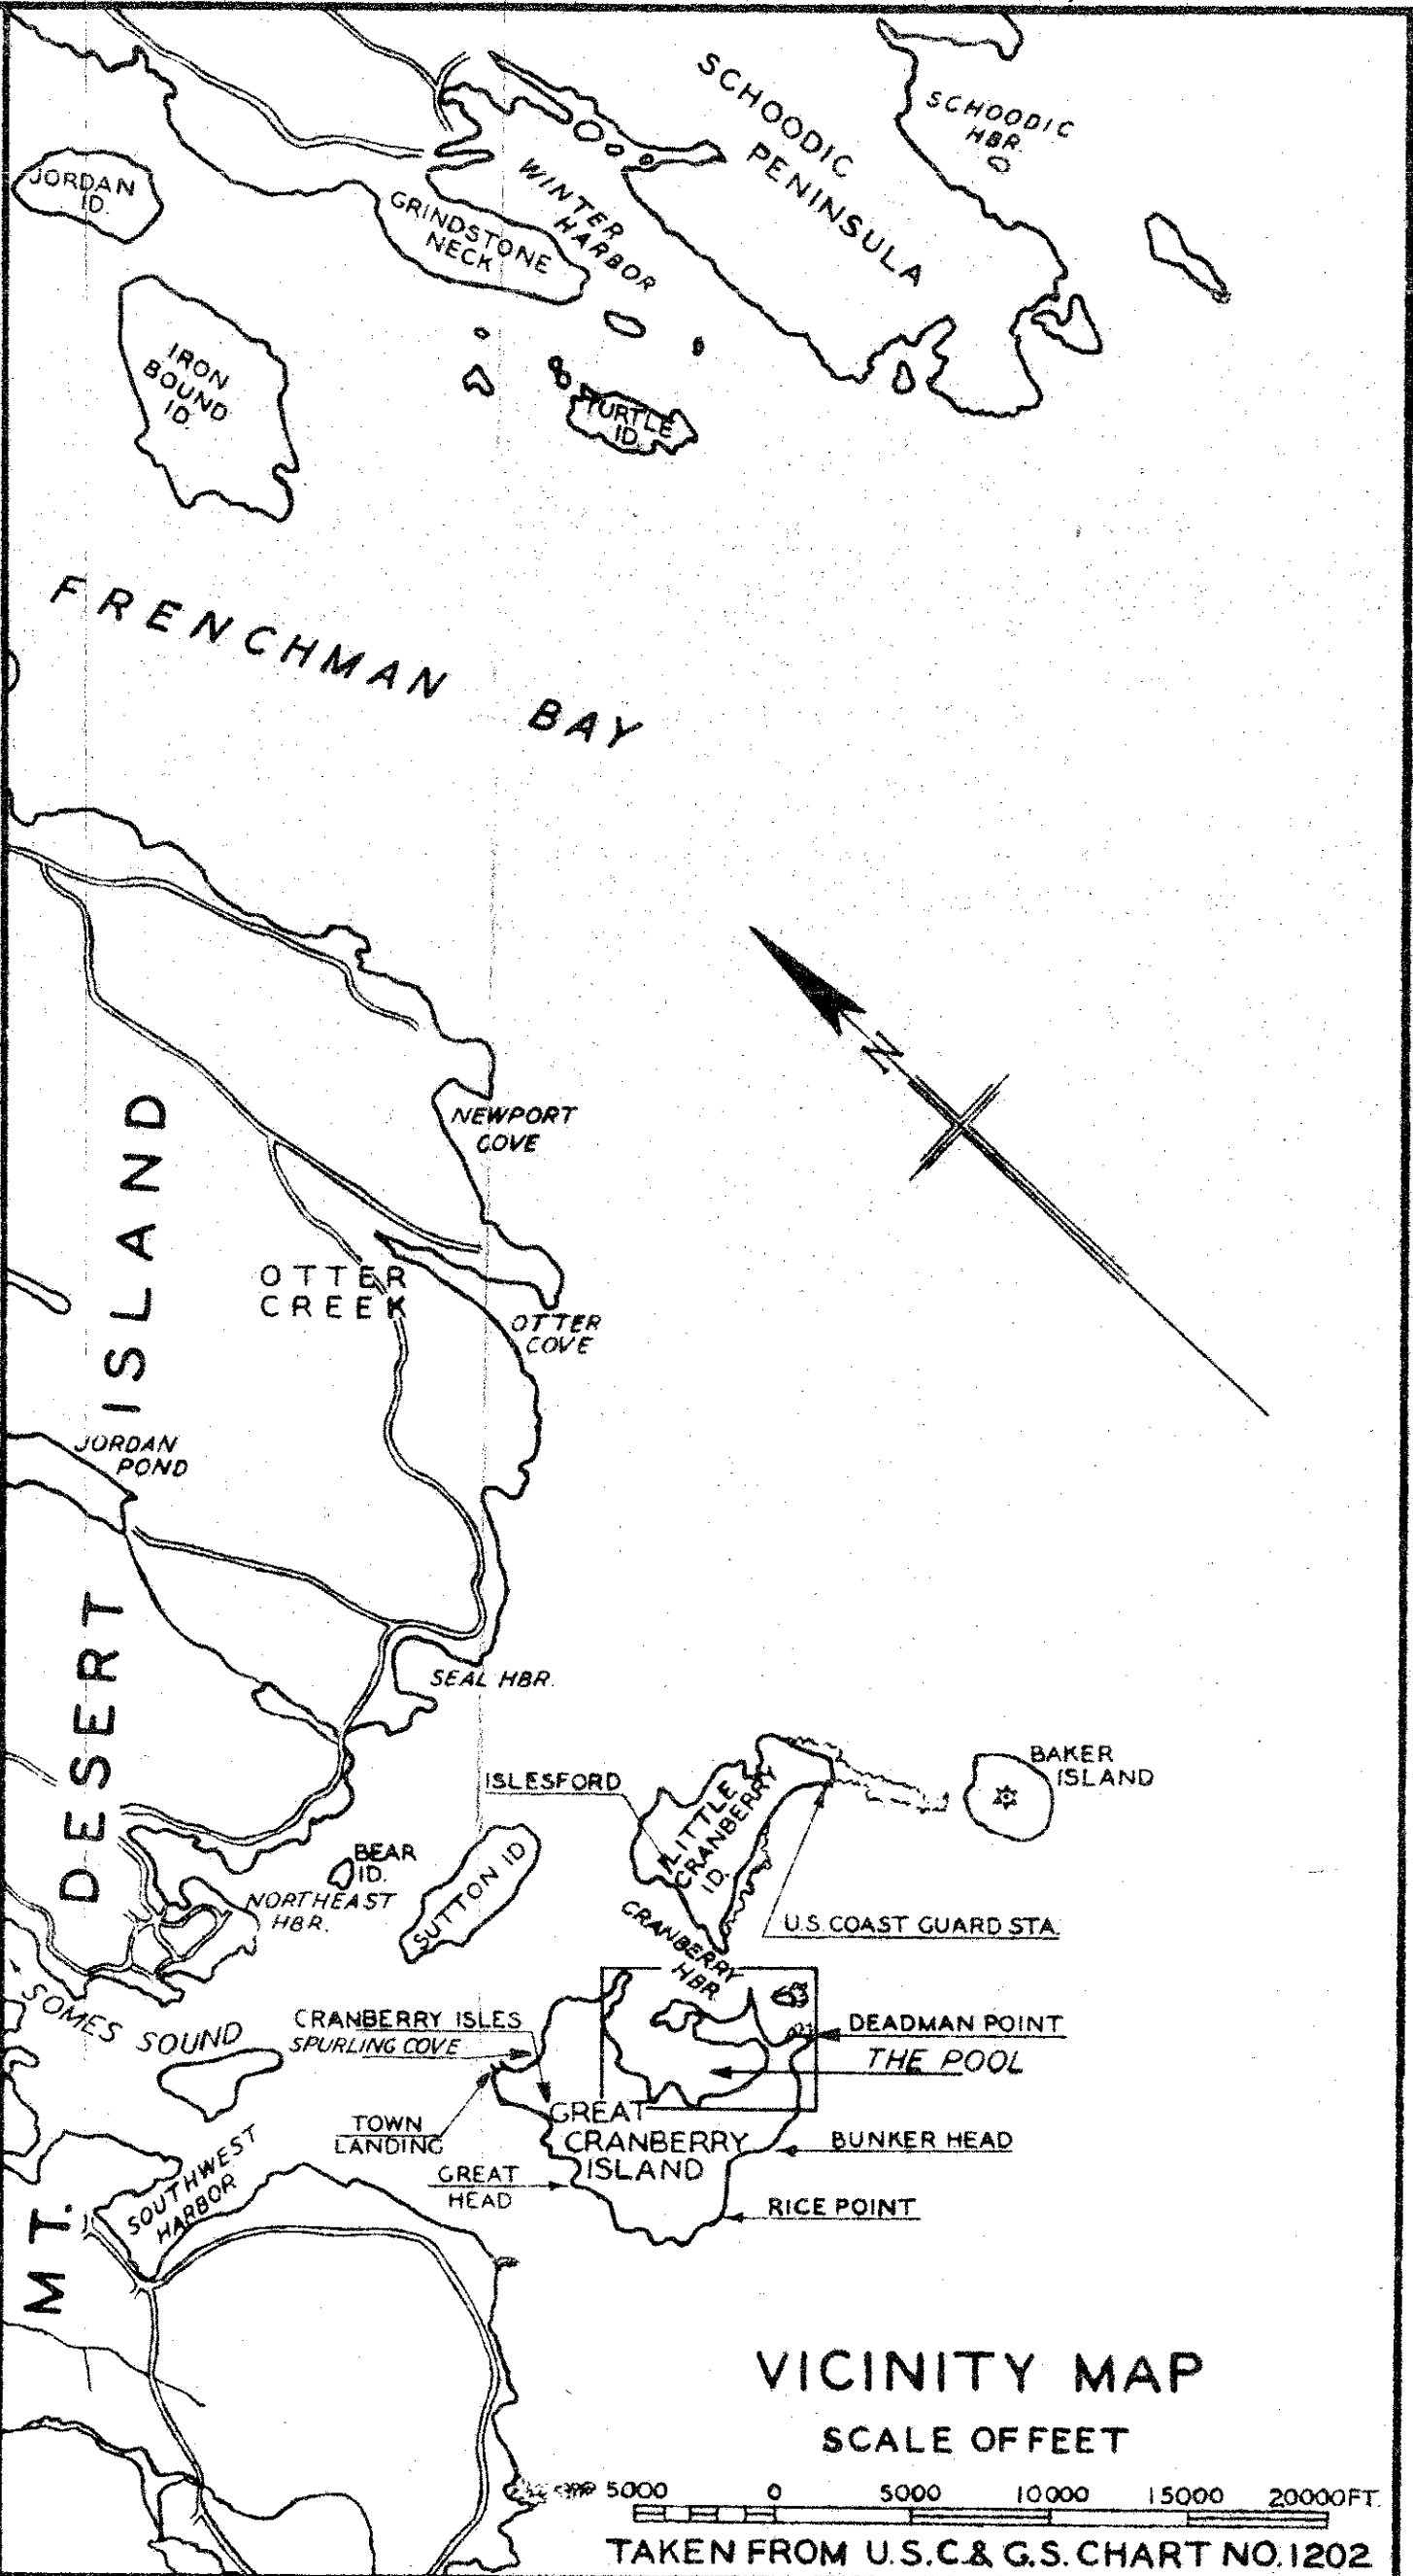 SCHOODIC
PENINSULA
SCHOODIC
HBR.
JORDAN
ID.
WINTER
HARBOR
GRINDSTONE
NECK
IRON
BOUND
ID.
TURTLE
ID.
FRENCHMAN BAY
N
NEWPORT
COVE
OTTER
CREEK
OTTER
COVE
JORDAN
POND
MT. DESERT ISLAND
SEAL HBR.
BAKER
ISLAND
ISLESFORD
LITTLE
CRANBERRY
ID.
BEAR
ID.
SUTTON ID
NORTHEAST
HBR.
U.S. COAST GUARD STA.
CRANBERRY
HBR.
SOMES SOUND
CRANBERRY ISLES
SPURLING COVE
DEADMAN POINT
THE POOL
TOWN
LANDING
GREAT
CRANBERRY
ISLAND
BUNKER HEAD
GREAT
HEAD
RICE POINT
SOUTHWEST
HARBOR
VICINITY MAP
SCALE OF FEET
5000 0 5000 10000 15000 20000FT.
TAKEN FROM U.S.C.& G.S. CHART NO. 1202